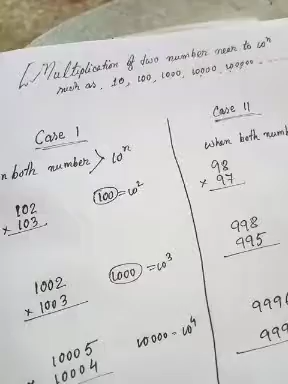 [ Multiplication of two number near to 10ⁿ
such as, 10, 100, 1000, 10000, 100000, ......
Case I
n both number > 10ⁿ
100 = 10²
102
× 103
1000 = 10³
1002
× 1003
10000 - 10⁴
10005
× 10004
Case II
when both numb
98
× 97
998
995
999